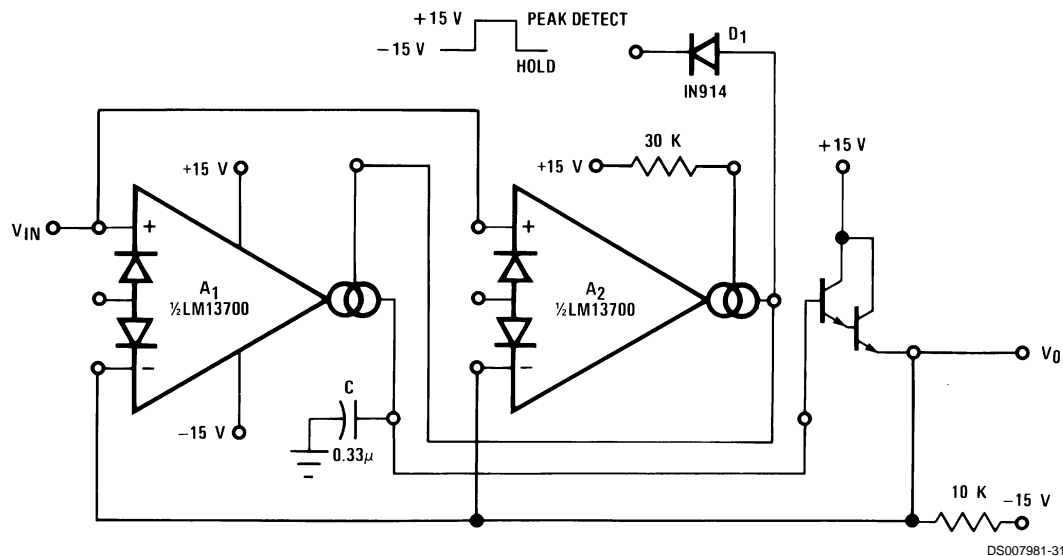 +15 V
PEAK DETECT
-15 V
HOLD
D1
IN914
30 K
+15 V
+15 V
+15 V
VIN
+
A1
½LM13700
-
-15 V
C
0.33μ
+
A2
½LM13700
-
VO
10 K
-15 V
DS007981-31